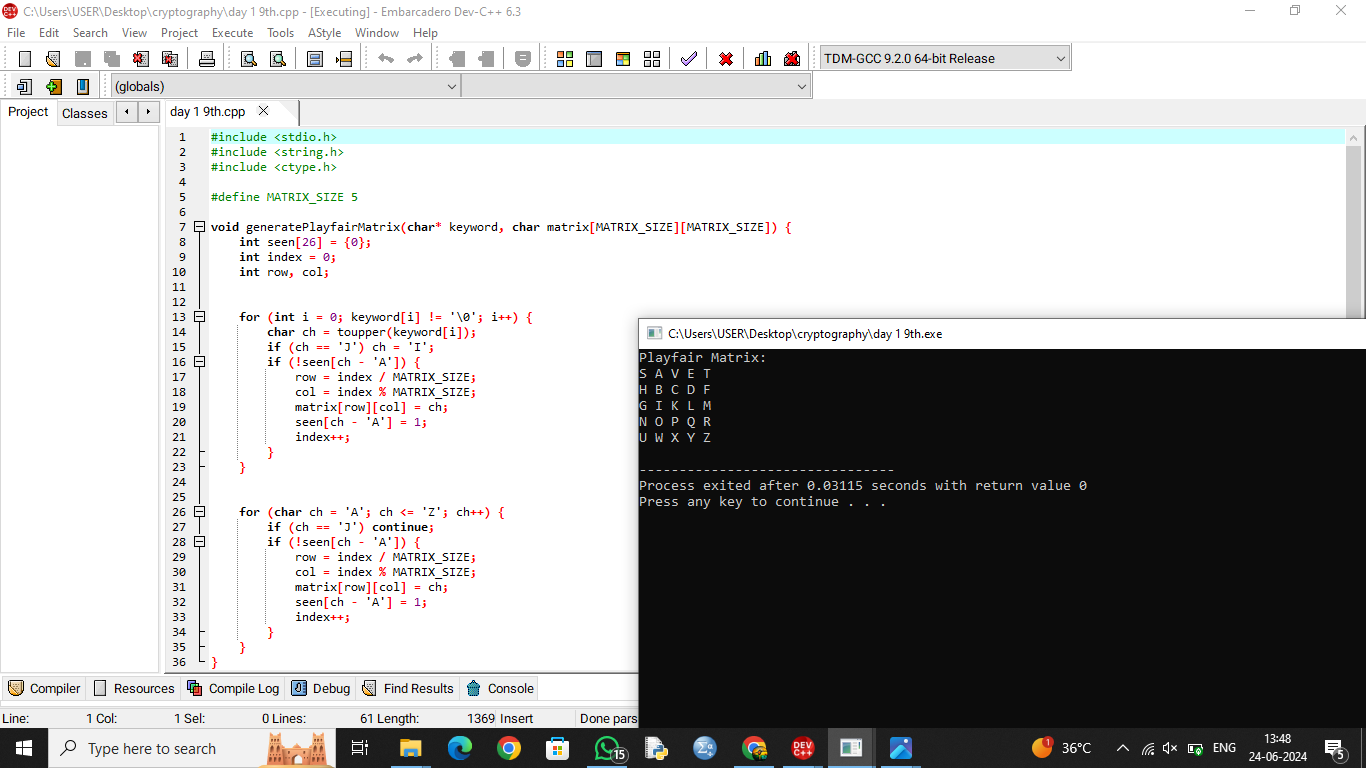 C:\Users\USER\Desktop\cryptography\day 1 9th.cpp - [Executing] - Embarcadero Dev-C++ 6.3
File Edit Search View Project Execute Tools AStyle Window Help
TDM-GCC 9.2.0 64-bit Release
(globals)
Project Classes day 1 9th.cpp
1 #include <stdio.h>
2 #include <string.h>
3 #include <ctype.h>
4
5 #define MATRIX_SIZE 5
6
7 void generatePlayfairMatrix(char* keyword, char matrix[MATRIX_SIZE][MATRIX_SIZE]) {
8 int seen[26] = {0};
9 int index = 0;
10 int row, col;
11
12
13 for (int i = 0; keyword[i] != '\0'; i++) {
14 char ch = toupper(keyword[i]);
15 if (ch == 'J') ch = 'I';
16 if (!seen[ch - 'A']) {
17 row = index / MATRIX_SIZE;
18 col = index % MATRIX_SIZE;
19 matrix[row][col] = ch;
20 seen[ch - 'A'] = 1;
21 index++;
22 }
23 }
24
25
26 for (char ch = 'A'; ch <= 'Z'; ch++) {
27 if (ch == 'J') continue;
28 if (!seen[ch - 'A']) {
29 row = index / MATRIX_SIZE;
30 col = index % MATRIX_SIZE;
31 matrix[row][col] = ch;
32 seen[ch - 'A'] = 1;
33 index++;
34 }
35 }
36 }
C:\Users\USER\Desktop\cryptography\day 1 9th.exe
Playfair Matrix:
S A V E T
H B C D F
G I K L M
N O P Q R
U W X Y Z
--------------------------------
Process exited after 0.03115 seconds with return value 0
Press any key to continue . . .
Compiler Resources Compile Log Debug Find Results Console
Line: 1 Col: 1 Sel: 0 Lines: 61 Length: 1369 Insert Done pars
Type here to search
15
DEV C++
1
36°C
ENG
13:48
24-06-2024
5